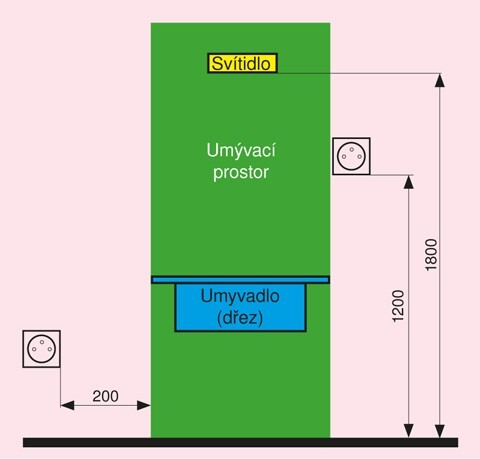 Svítidlo
Umývací
prostor
Umyvadlo
(dřez)
200
1200
1800